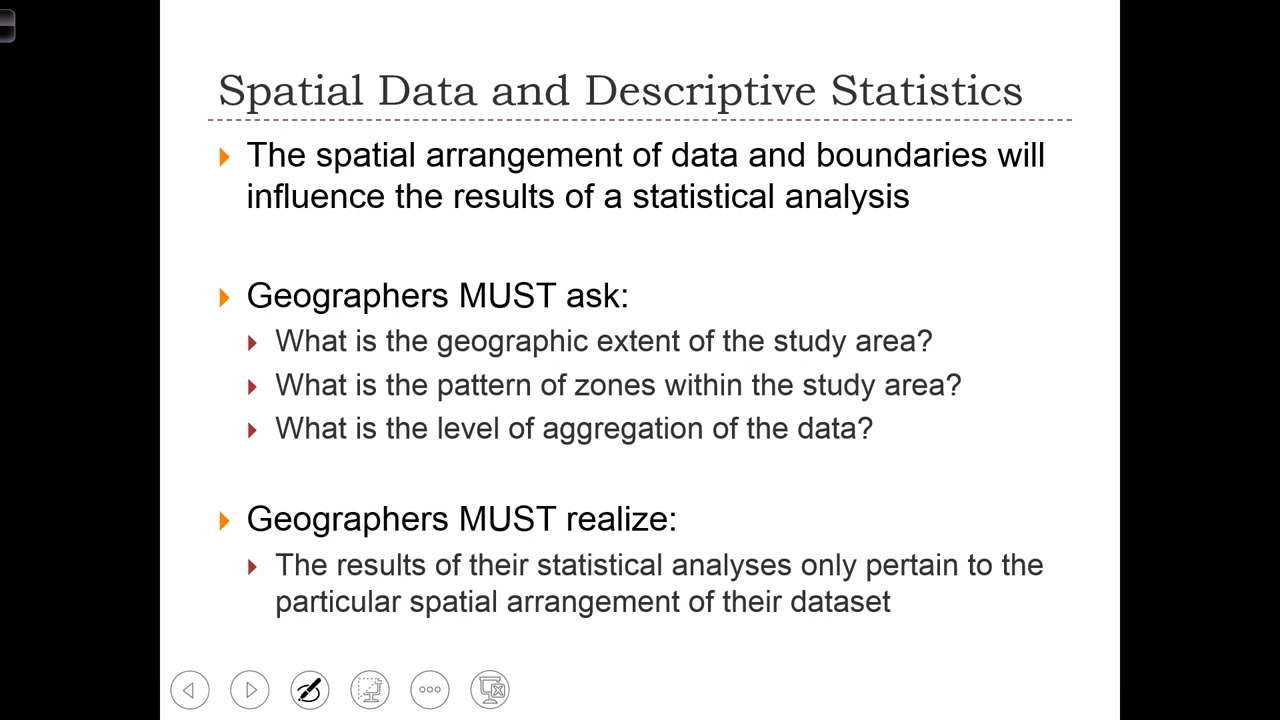 Spatial Data and Descriptive Statistics
The spatial arrangement of data and boundaries will
influence the results of a statistical analysis
Geographers MUST ask:
What is the geographic extent of the study area?
What is the pattern of zones within the study area?
What is the level of aggregation of the data?
Geographers MUST realize:
The results of their statistical analyses only pertain to the
particular spatial arrangement of their dataset